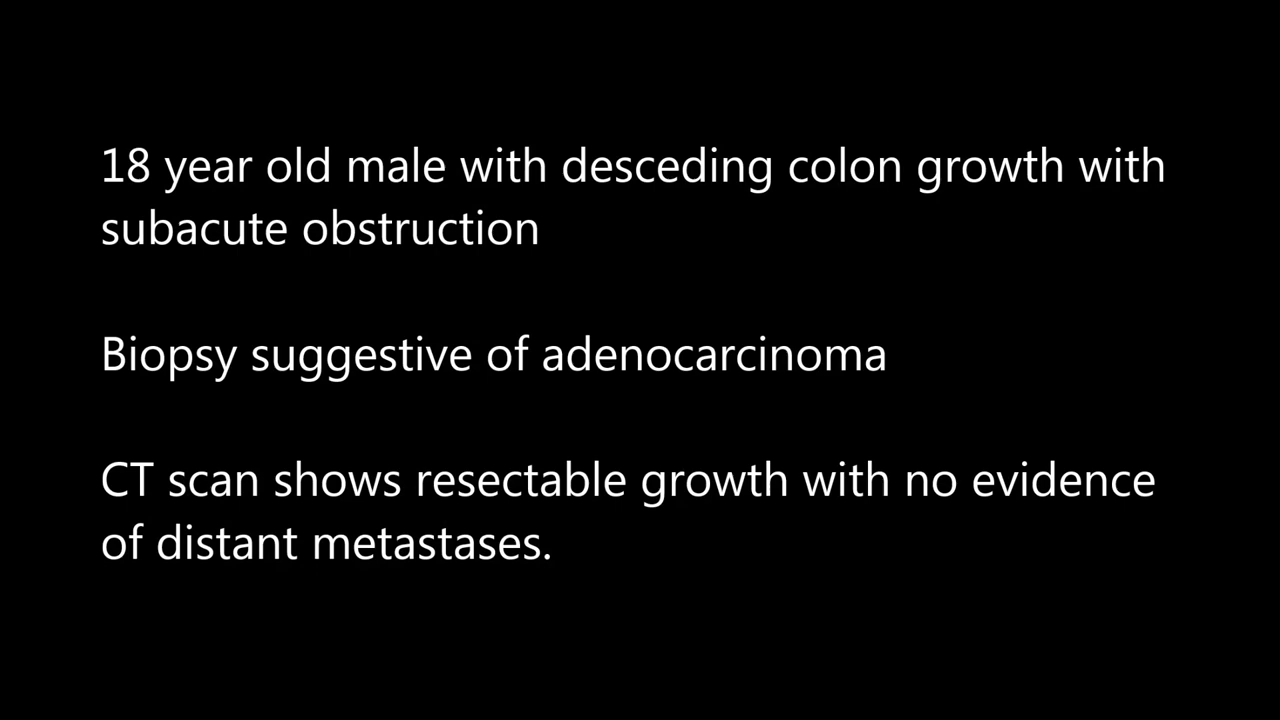 18 year old male with desceding colon growth with
subacute obstruction
Biopsy suggestive of adenocarcinoma
CT scan shows resectable growth with no evidence
of distant metastases.